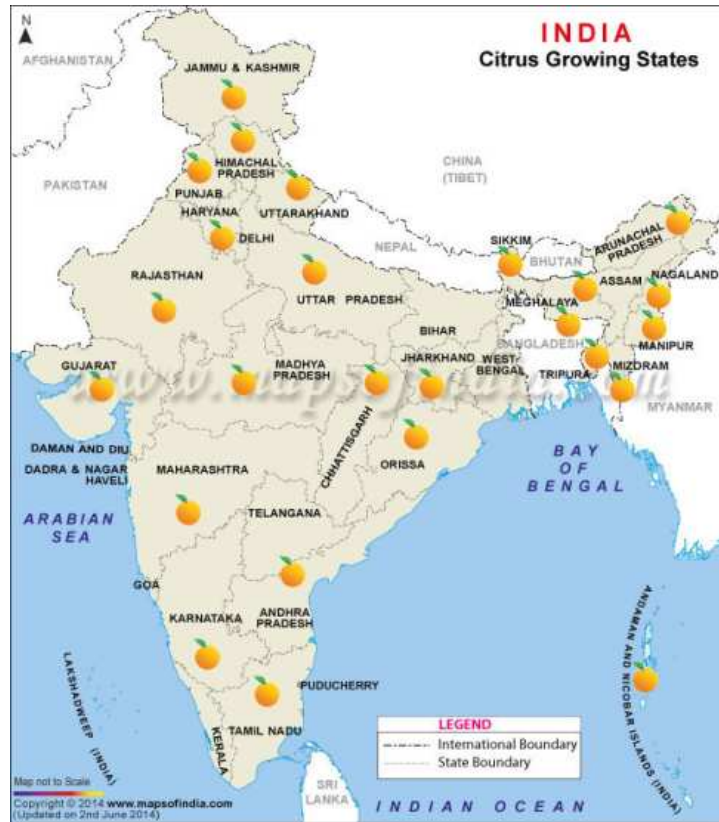 N
INDIA
Citrus Growing States
AFGHANISTAN
JAMMU & KASHMIR
CHINA
(TIBET)
PAKISTAN
HIMACHAL
PRADESH
PUNJAB
HARYANA
UTTARAKHAND
DELHI
NEPAL
SIKKIM
BHUTAN
ARUNACHAL
PRADESH
RAJASTHAN
UTTAR PRADESH
ASSAM
NAGALAND
MEGHALAYA
BIHAR
BANGLADESH
MANIPUR
GUJARAT
MADHYA
PRADESH
JHARKHAND
WEST-
BENGAL
TRIPURA
MIZDRAM
www.mapsofindia.com
MYANMAR
CHHATTISGARH
DAMAN AND DIU
DADRA & NAGAR
HAVELI
MAHARASHTRA
ORISSA
BAY
OF
BENGAL
ARABIAN
SEA
TELANGANA
GOA
KARNATAKA
ANDHRA
PRADESH
ANDAMAN AND NICOBAR ISLANDS (INDIA)
LAKSHADWEEP (INDIA)
PUDUCHERRY
KERALA
TAMIL NADU
LEGEND
International Boundary
State Boundary
SRI
LANKA
INDIAN OCEAN
Map not to Scale
Copyright © 2014 www.mapsofindia.com
(Updated on 2nd June 2014)